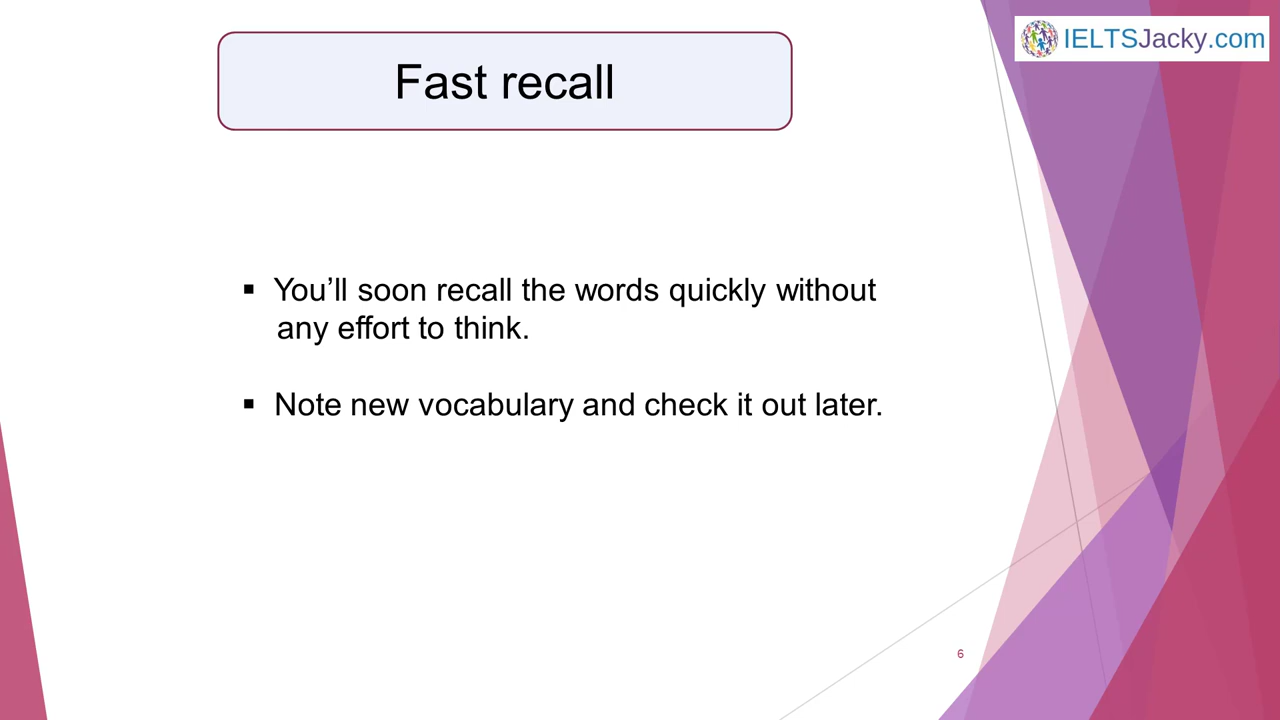 IELTSJacky.com
Fast recall
▪ You’ll soon recall the words quickly without
any effort to think.
▪ Note new vocabulary and check it out later.
6